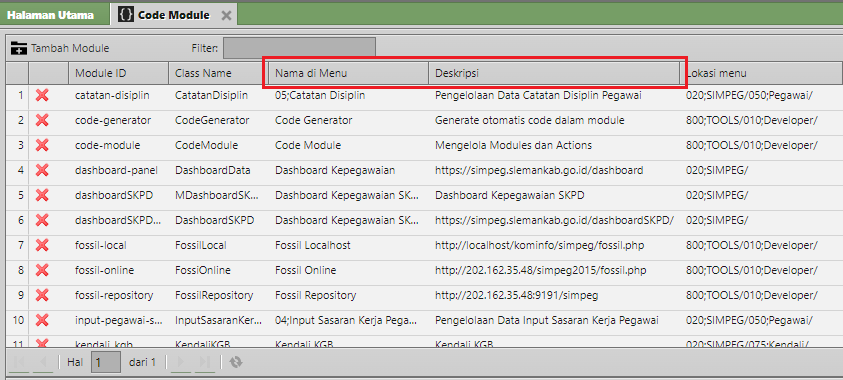 Halaman Utama {} Code Module
Tambah Module Filter:
Module ID Class Name Nama di Menu Deskripsi Lokasi menu
1 catatan-disiplin CatatanDisiplin 05;Catatan Disiplin Pengelolaan Data Catatan Disiplin Pegawai 020;SIMPEG/050;Pegawai/
2 code-generator CodeGenerator Code Generator Generate otomatis code dalam module 800;TOOLS/010;Developer/
3 code-module CodeModule Code Module Mengelola Modules dan Actions 800;TOOLS/010;Developer/
4 dashboard-panel DashboardData Dashboard Kepegawaian https://simpeg.slemankab.go.id/dashboard 020;SIMPEG/
5 dashboardSKPD MDashboardSK... Dashboard Kepegawaian SK... Dashboard Kepegawaian SKPD 020;SIMPEG/
6 dashboardSKPD... DashboardSKPD Dashboard Kepegawaian SK... https://simpeg.slemankab.go.id/dashboardSKPD/ 020;SIMPEG/
7 fossil-local FossilLocal Fossil Localhost http://localhost/kominfo/simpeg/fossil.php 800;TOOLS/010;Developer/
8 fossil-online FossiOnline Fossil Online http://202.162.35.48/simpeg2015/fossil.php 800;TOOLS/010;Developer/
9 fossil-repository FossilRepository Fossil Repository http://202.162.35.48:9191/simpeg 800;TOOLS/010;Developer/
10 input-pegawai-s... InputSasaranKer... 04;Input Sasaran Kerja Pega... Pengelolaan Data Input Sasaran Kerja Pegawai 020;SIMPEG/050;Pegawai/
11 kendali kgb KendaliKGB Kendali KGB Kendali KGB 020;SIMPEG/075;Kendali/
Hal 1 dari 1